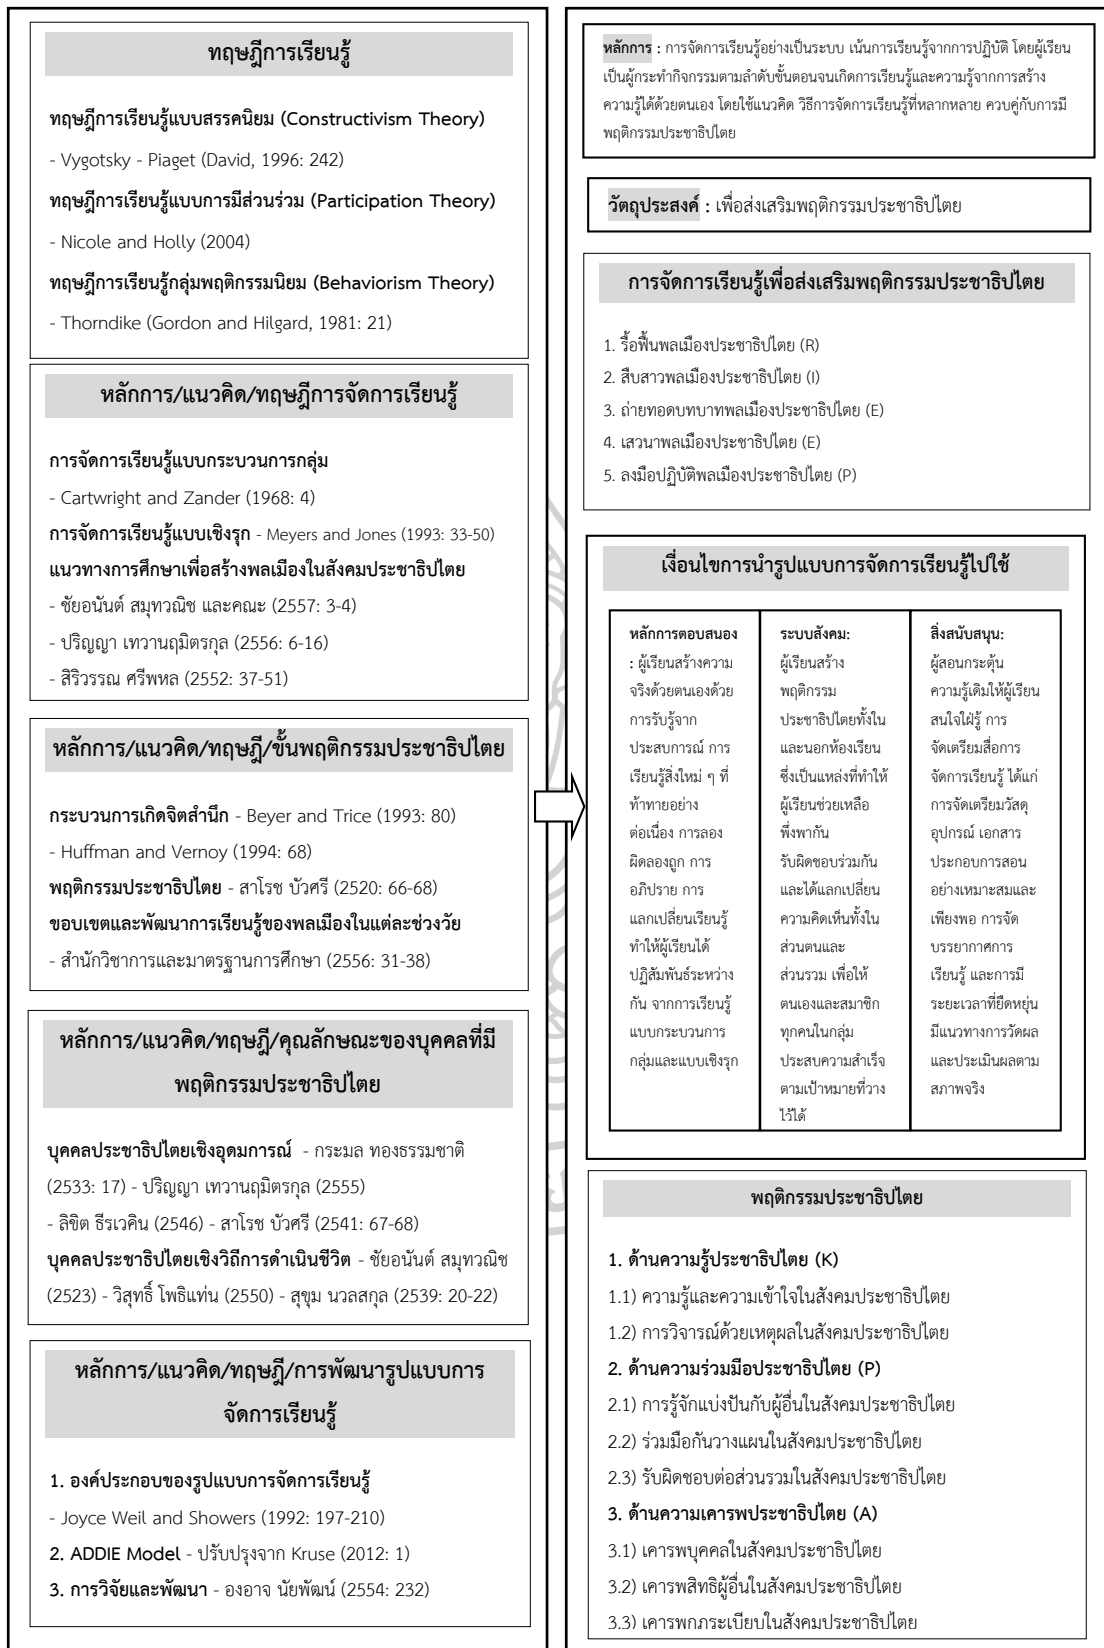 ทฤษฎีการเรียนรู้
ทฤษฎีการเรียนรู้แบบสรรคนิยม (Constructivism Theory)
- Vygotsky - Piaget (David, 1996: 242)
ทฤษฎีการเรียนรู้แบบการมีส่วนร่วม (Participation Theory)
- Nicole and Holly (2004)
ทฤษฎีการเรียนรู้กลุ่มพฤติกรรมนิยม (Behaviorism Theory)
- Thorndike (Gordon and Hilgard, 1981: 21)
หลักการ/แนวคิด/ทฤษฎีการจัดการเรียนรู้
การจัดการเรียนรู้แบบกระบวนการกลุ่ม
- Cartwright and Zander (1968: 4)
การจัดการเรียนรู้แบบเชิงรุก - Meyers and Jones (1993: 33-50)
แนวทางการศึกษาเพื่อสร้างพลเมืองในสังคมประชาธิปไตย
- ชัยอนันต์ สมุทวณิช และคณะ (2557: 3-4)
- ปริญญา เทวานฤมิตรกุล (2556: 6-16)
- สิริวรรณ ศรีพหล (2552: 37-51)
หลักการ/แนวคิด/ทฤษฎี/ขั้นพฤติกรรมประชาธิปไตย
กระบวนการเกิดจิตสำนึก - Beyer and Trice (1993: 80)
- Huffman and Vernoy (1994: 68)
พฤติกรรมประชาธิปไตย - สาโรช บัวศรี (2520: 66-68)
ขอบเขตและพัฒนาการเรียนรู้ของพลเมืองในแต่ละช่วงวัย
- สำนักวิชาการและมาตรฐานการศึกษา (2556: 31-38)
หลักการ/แนวคิด/ทฤษฎี/คุณลักษณะของบุคคลที่มี
พฤติกรรมประชาธิปไตย
บุคคลประชาธิปไตยเชิงอุดมการณ์ - กระมล ทองธรรมชาติ
(2533: 17) - ปริญญา เทวานฤมิตรกุล (2555)
- ลิขิต ธีรเวคิน (2546) - สาโรช บัวศรี (2541: 67-68)
บุคคลประชาธิปไตยเชิงวิถีการดำเนินชีวิต - ชัยอนันต์ สมุทวณิช
(2523) - วิสุทธิ์ โพธิแท่น (2550) - สุขุม นวลสกุล (2539: 20-22)
หลักการ/แนวคิด/ทฤษฎี/การพัฒนารูปแบบการ
จัดการเรียนรู้
1. องค์ประกอบของรูปแบบการจัดการเรียนรู้
- Joyce Weil and Showers (1992: 197-210)
2. ADDIE Model - ปรับปรุงจาก Kruse (2012: 1)
3. การวิจัยและพัฒนา - องอาจ นัยพัฒน์ (2554: 232)
หลักการ : การจัดการเรียนรู้อย่างเป็นระบบ เน้นการเรียนรู้จากการปฏิบัติ โดยผู้เรียน
เป็นผู้กระทำกิจกรรมตามลำดับขั้นตอนจนเกิดการเรียนรู้และความรู้จากการสร้าง
ความรู้ได้ด้วยตนเอง โดยใช้แนวคิด วิธีการจัดการเรียนรู้ที่หลากหลาย ควบคู่กับการมี
พฤติกรรมประชาธิปไตย
วัตถุประสงค์ : เพื่อส่งเสริมพฤติกรรมประชาธิปไตย
การจัดการเรียนรู้เพื่อส่งเสริมพฤติกรรมประชาธิปไตย
1. รื้อฟื้นพลเมืองประชาธิปไตย (R)
2. สืบสาวพลเมืองประชาธิปไตย (I)
3. ถ่ายทอดบทบาทพลเมืองประชาธิปไตย (E)
4. เสวนาพลเมืองประชาธิปไตย (E)
5. ลงมือปฏิบัติพลเมืองประชาธิปไตย (P)
เงื่อนไขการนำรูปแบบการจัดการเรียนรู้ไปใช้
หลักการตอบสนอง
: ผู้เรียนสร้างความ
จริงด้วยตนเองด้วย
การรับรู้จาก
ประสบการณ์ การ
เรียนรู้สิ่งใหม่ ๆ ที่
ท้าทายอย่าง
ต่อเนื่อง การลอง
ผิดลองถูก การ
อภิปราย การ
แลกเปลี่ยนเรียนรู้
ทำให้ผู้เรียนได้
ปฏิสัมพันธ์ระหว่าง
กัน จากการเรียนรู้
แบบกระบวนการ
กลุ่มและแบบเชิงรุก
ระบบสังคม:
ผู้เรียนสร้าง
พฤติกรรม
ประชาธิปไตยทั้งใน
และนอกห้องเรียน
ซึ่งเป็นแหล่งที่ทำให้
ผู้เรียนช่วยเหลือ
พึ่งพากัน
รับผิดชอบร่วมกัน
และได้แลกเปลี่ยน
ความคิดเห็นทั้งใน
ส่วนตนและ
ส่วนรวม เพื่อให้
ตนเองและสมาชิก
ทุกคนในกลุ่ม
ประสบความสำเร็จ
ตามเป้าหมายที่วาง
ไว้ได้
สิ่งสนับสนุน:
ผู้สอนกระตุ้น
ความรู้เดิมให้ผู้เรียน
สนใจใฝ่รู้ การ
จัดเตรียมสื่อการ
จัดการเรียนรู้ ได้แก่
การจัดเตรียมวัสดุ
อุปกรณ์ เอกสาร
ประกอบการสอน
อย่างเหมาะสมและ
เพียงพอ การจัด
บรรยากาศการ
เรียนรู้ และการมี
ระยะเวลาที่ยืดหยุ่น
มีแนวทางการวัดผล
และประเมินผลตาม
สภาพจริง
พฤติกรรมประชาธิปไตย
1. ด้านความรู้ประชาธิปไตย (K)
1.1) ความรู้และความเข้าใจในสังคมประชาธิปไตย
1.2) การวิจารณ์ด้วยเหตุผลในสังคมประชาธิปไตย
2. ด้านความร่วมมือประชาธิปไตย (P)
2.1) การรู้จักแบ่งปันกับผู้อื่นในสังคมประชาธิปไตย
2.2) ร่วมมือกันวางแผนในสังคมประชาธิปไตย
2.3) รับผิดชอบต่อส่วนรวมในสังคมประชาธิปไตย
3. ด้านความเคารพประชาธิปไตย (A)
3.1) เคารพบุคคลในสังคมประชาธิปไตย
3.2) เคารพสิทธิผู้อื่นในสังคมประชาธิปไตย
3.3) เคารพกฎระเบียบในสังคมประชาธิปไตย